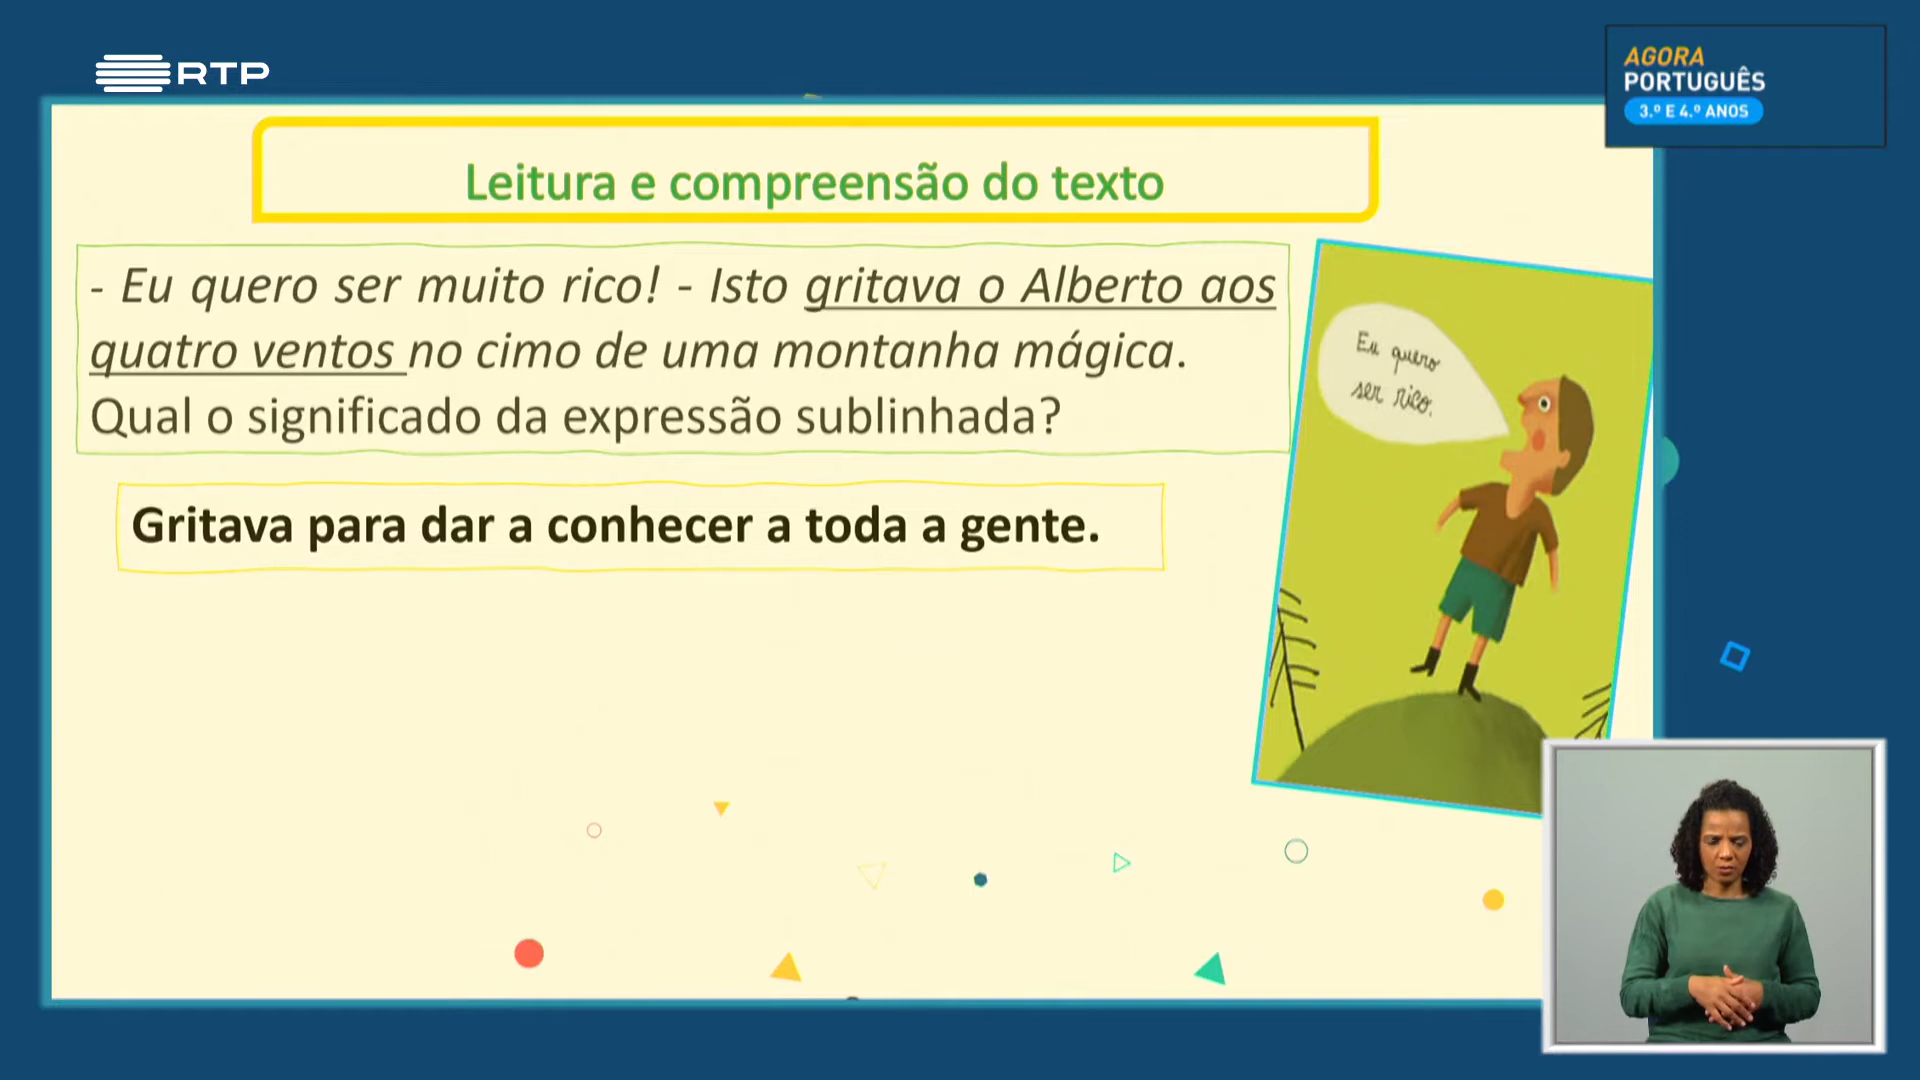 RTP
AGORA
PORTUGUÊS
3.º E 4.º ANOS
Leitura e compreensão do texto
- Eu quero ser muito rico! - Isto gritava o Alberto aos
quatro ventos no cimo de uma montanha mágica.
Qual o significado da expressão sublinhada?
Eu quero
ser rico.
Gritava para dar a conhecer a toda a gente.